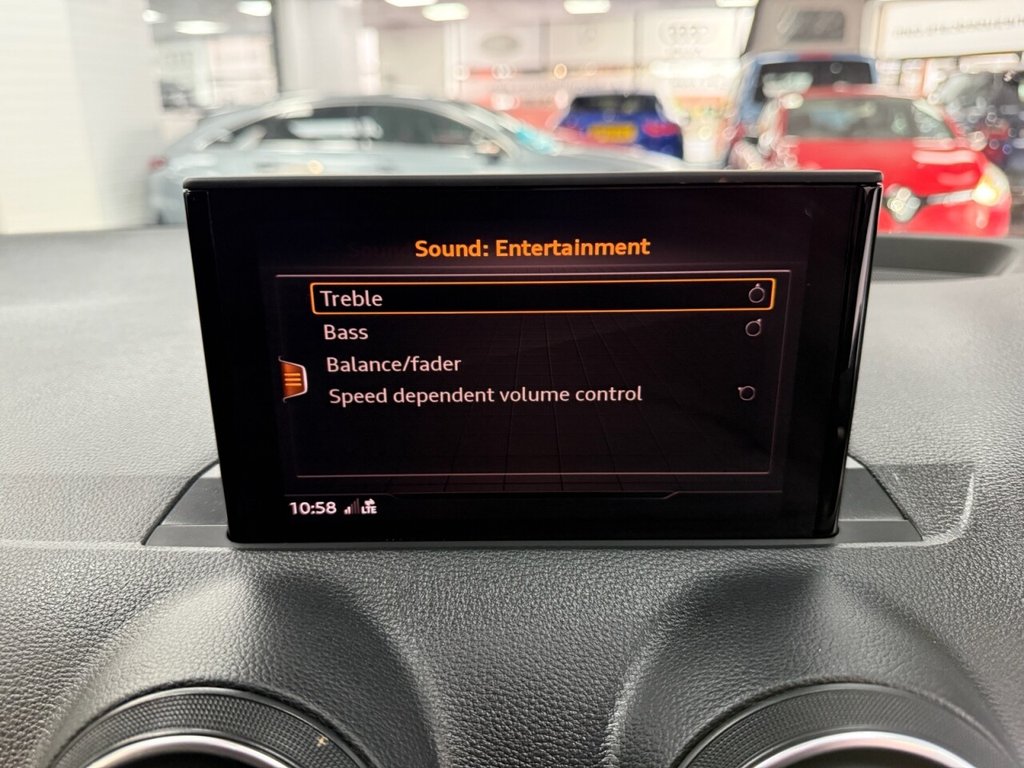 Sound: Entertainment
Treble
Bass
Balance/fader
Speed dependent volume control
10:58 LTE